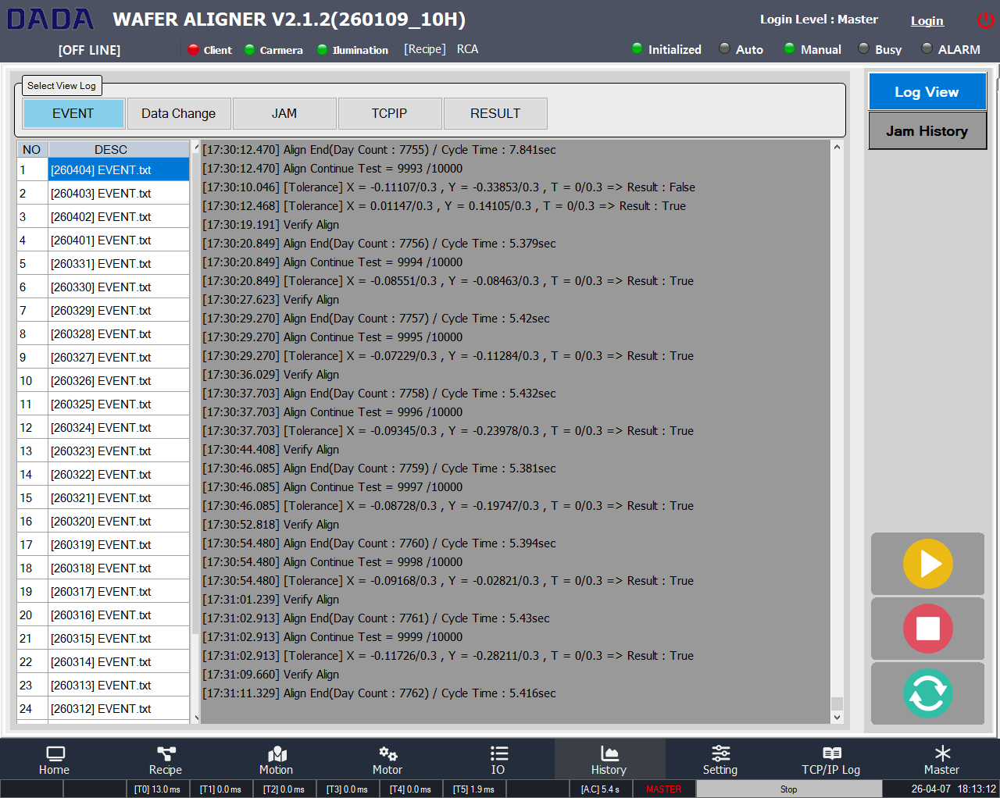 DADA
WAFER ALIGNER V2.1.2(260109_10H)
Login Level : Master
Login
[OFF LINE]
Client
Carmera
Ilumination
[Recipe] RCA
Initialized
Auto
Manual
Busy
ALARM
Select View Log
EVENT
Data Change
JAM
TCPIP
RESULT
Log View
Jam History
NO DESC
1 [260404] EVENT.txt
2 [260403] EVENT.txt
3 [260402] EVENT.txt
4 [260401] EVENT.txt
5 [260331] EVENT.txt
6 [260330] EVENT.txt
7 [260329] EVENT.txt
8 [260328] EVENT.txt
9 [260327] EVENT.txt
10 [260326] EVENT.txt
11 [260325] EVENT.txt
12 [260324] EVENT.txt
13 [260323] EVENT.txt
14 [260322] EVENT.txt
15 [260321] EVENT.txt
16 [260320] EVENT.txt
17 [260319] EVENT.txt
18 [260318] EVENT.txt
19 [260317] EVENT.txt
20 [260316] EVENT.txt
21 [260315] EVENT.txt
22 [260314] EVENT.txt
23 [260313] EVENT.txt
24 [260312] EVENT.txt
[17:30:12.470] Align End(Day Count : 7755) / Cycle Time : 7.841sec
[17:30:12.470] Align Continue Test = 9993 /10000
[17:30:10.046] [Tolerance] X = -0.11107/0.3 , Y = -0.33853/0.3 , T = 0/0.3 => Result : False
[17:30:12.468] [Tolerance] X = 0.01147/0.3 , Y = 0.14105/0.3 , T = 0/0.3 => Result : True
[17:30:19.191] Verify Align
[17:30:20.849] Align End(Day Count : 7756) / Cycle Time : 5.379sec
[17:30:20.849] Align Continue Test = 9994 /10000
[17:30:20.849] [Tolerance] X = -0.08551/0.3 , Y = -0.08463/0.3 , T = 0/0.3 => Result : True
[17:30:27.623] Verify Align
[17:30:29.270] Align End(Day Count : 7757) / Cycle Time : 5.42sec
[17:30:29.270] Align Continue Test = 9995 /10000
[17:30:29.270] [Tolerance] X = -0.07229/0.3 , Y = -0.11284/0.3 , T = 0/0.3 => Result : True
[17:30:36.029] Verify Align
[17:30:37.703] Align End(Day Count : 7758) / Cycle Time : 5.432sec
[17:30:37.703] Align Continue Test = 9996 /10000
[17:30:37.703] [Tolerance] X = -0.09345/0.3 , Y = -0.23978/0.3 , T = 0/0.3 => Result : True
[17:30:44.408] Verify Align
[17:30:46.085] Align End(Day Count : 7759) / Cycle Time : 5.381sec
[17:30:46.085] Align Continue Test = 9997 /10000
[17:30:46.085] [Tolerance] X = -0.08728/0.3 , Y = -0.19747/0.3 , T = 0/0.3 => Result : True
[17:30:52.818] Verify Align
[17:30:54.480] Align End(Day Count : 7760) / Cycle Time : 5.394sec
[17:30:54.480] Align Continue Test = 9998 /10000
[17:30:54.480] [Tolerance] X = -0.09168/0.3 , Y = -0.02821/0.3 , T = 0/0.3 => Result : True
[17:31:01.239] Verify Align
[17:31:02.913] Align End(Day Count : 7761) / Cycle Time : 5.43sec
[17:31:02.913] Align Continue Test = 9999 /10000
[17:31:02.913] [Tolerance] X = -0.11726/0.3 , Y = -0.28211/0.3 , T = 0/0.3 => Result : True
[17:31:09.660] Verify Align
[17:31:11.329] Align End(Day Count : 7762) / Cycle Time : 5.416sec
Home
Recipe
Motion
Motor
IO
History
Setting
TCP/IP Log
Master
[T0] 13.0 ms
[T1] 0.0 ms
[T2] 0.0 ms
[T3] 0.0 ms
[T4] 0.0 ms
[T5] 1.9 ms
[A.C] 5.4 s
MASTER
Stop
26-04-07 18:13:12